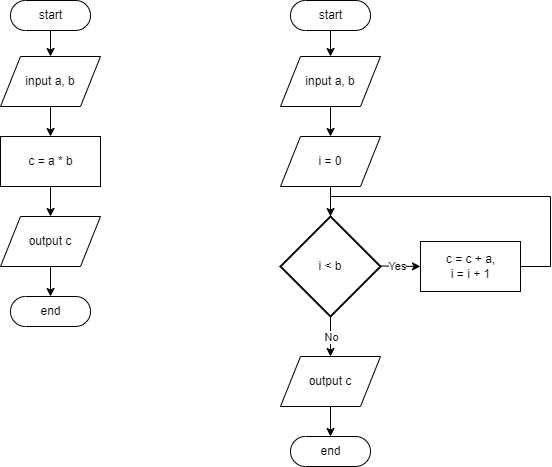 start
input a, b
c = a * b
output c
end
start
input a, b
i = 0
i < b
Yes
c = c + a,
i = i + 1
No
output c
end